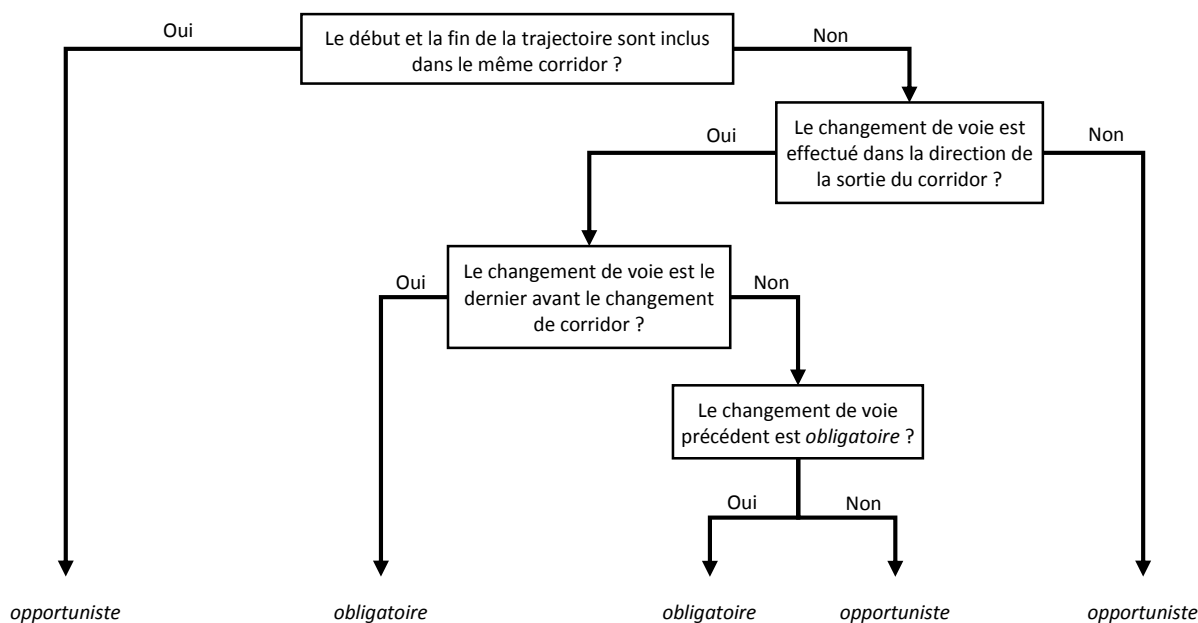 Oui
Le début et la fin de la trajectoire sont inclus
dans le même corridor ?
Non
Oui
Le changement de voie est
effectué dans la direction de
la sortie du corridor ?
Non
Oui
Le changement de voie est le
dernier avant le changement
de corridor ?
Non
Le changement de voie
précédent est obligatoire ?
Oui
Non
opportuniste
obligatoire
obligatoire
opportuniste
opportuniste